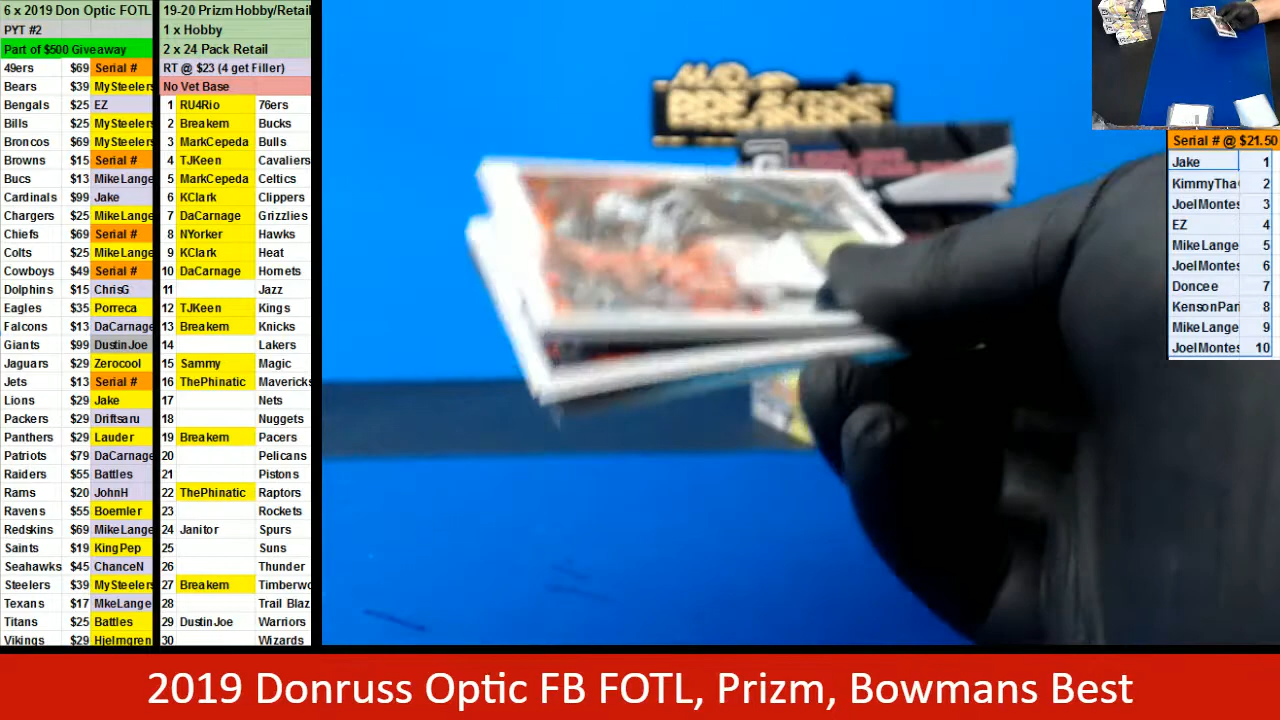 6 x 2019 Don Optic FOTL
PYT #2
Part of $500 Giveaway
49ers $69 Serial #
Bears $39 MySteelers
Bengals $25 EZ
Bills $25 MySteelers
Broncos $69 MySteelers
Browns $15 Serial #
Bucs $13 MikeLange
Cardinals $99 Jake
Chargers $25 MikeLange
Chiefs $69 Serial #
Colts $25 MikeLange
Cowboys $49 Serial #
Dolphins $15 ChrisG
Eagles $35 Porreca
Falcons $13 DaCarnage
Giants $99 DustinJoe
Jaguars $29 Zerocool
Jets $13 Serial #
Lions $29 Jake
Packers $29 Driftsaru
Panthers $29 Lauder
Patriots $79 DaCarnage
Raiders $55 Battles
Rams $20 JohnH
Ravens $55 Boemler
Redskins $69 MikeLange
Saints $19 KingPep
Seahawks $45 ChanceN
Steelers $39 MySteelers
Texans $17 MkeLange
Titans $25 Battles
Vikings $29 Hjelmgren
19-20 Prizm Hobby/Retail
1 x Hobby
2 x 24 Pack Retail
RT @ $23 (4 get Filler)
No Vet Base
1 RU4Rio 76ers
2 Breakem Bucks
3 MarkCepeda Bulls
4 TJKeen Cavaliers
5 MarkCepeda Celtics
6 KClark Clippers
7 DaCarnage Grizzlies
8 NYorker Hawks
9 KClark Heat
10 DaCarnage Hornets
11 Jazz
12 TJKeen Kings
13 Breakem Knicks
14 Lakers
15 Sammy Magic
16 ThePhinatic Mavericks
17 Nets
18 Nuggets
19 Breakem Pacers
20 Pelicans
21 Pistons
22 ThePhinatic Raptors
23 Rockets
24 Janitor Spurs
25 Suns
26 Thunder
27 Breakem Timberwo
28 Trail Blaz
29 DustinJoe Warriors
30 Wizards
BREAKERS
Serial # @ $21.50
Jake 1
KimmyTha 2
JoelMontes 3
EZ 4
MikeLange 5
JoelMontes 6
Doncee 7
KensonPari 8
MikeLange 9
JoelMontes 10
2019 Donruss Optic FB FOTL, Prizm, Bowmans Best